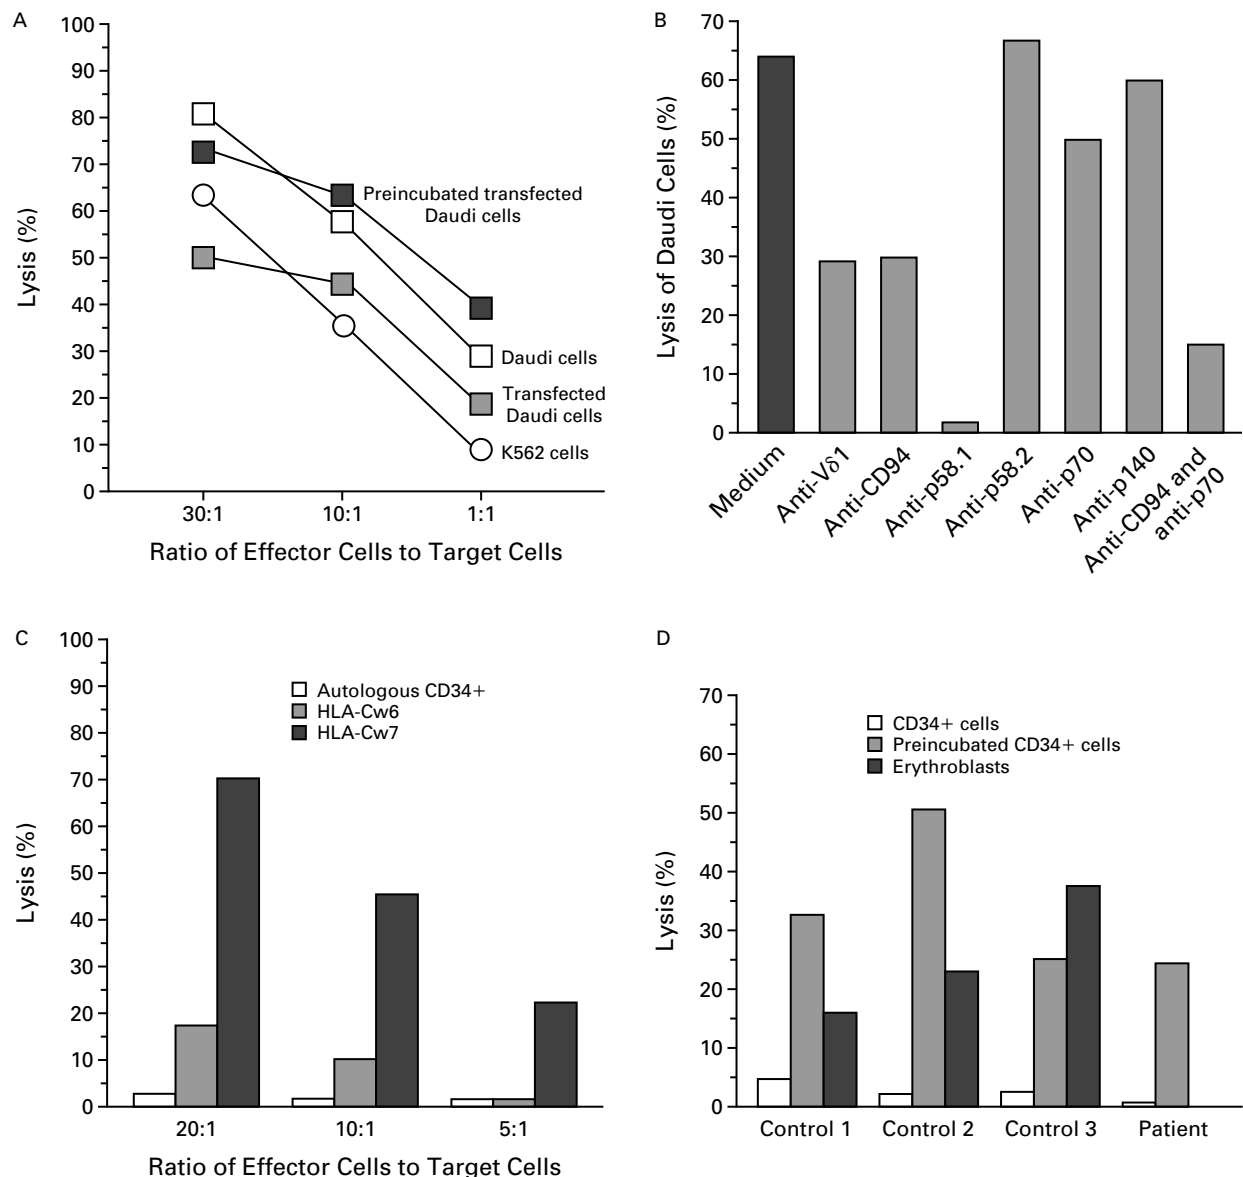 A
100
90
80
70
60
50
40
30
20
10
0
Lysis (%)
Preincubated transfected
Daudi cells
Daudi cells
Transfected
Daudi cells
K562 cells
30:1
10:1
1:1
Ratio of Effector Cells to Target Cells
B
70
60
50
40
30
20
10
0
Lysis of Daudi Cells (%)
Medium
Anti-Vδ1
Anti-CD94
Anti-p58.1
Anti-p58.2
Anti-p70
Anti-p140
Anti-CD94 and
anti-p70
C
100
90
80
70
60
50
40
30
20
10
0
Lysis (%)
Autologous CD34+
HLA-Cw6
HLA-Cw7
20:1
10:1
5:1
Ratio of Effector Cells to Target Cells
D
70
60
50
40
30
20
10
0
Lysis (%)
CD34+ cells
Preincubated CD34+ cells
Erythroblasts
Control 1
Control 2
Control 3
Patient